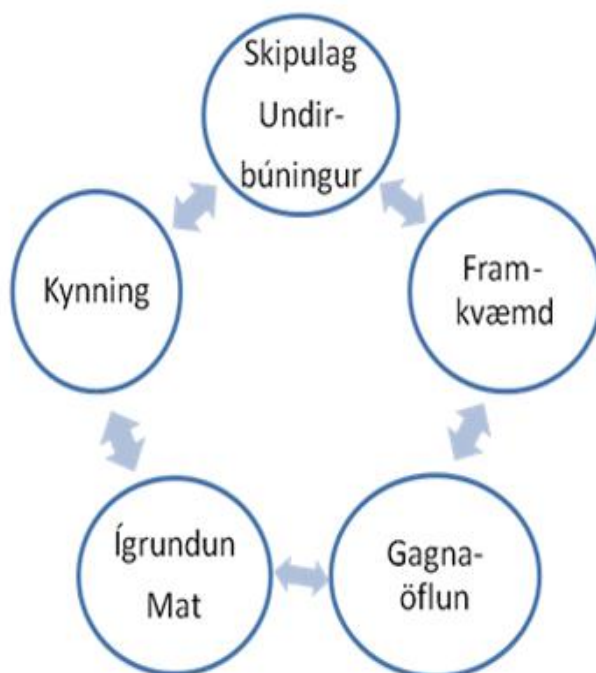 Skipulag
Undir-
búningur
Fram-
kvæmd
Gagna-
öflun
Ígrundun
Mat
Kynning